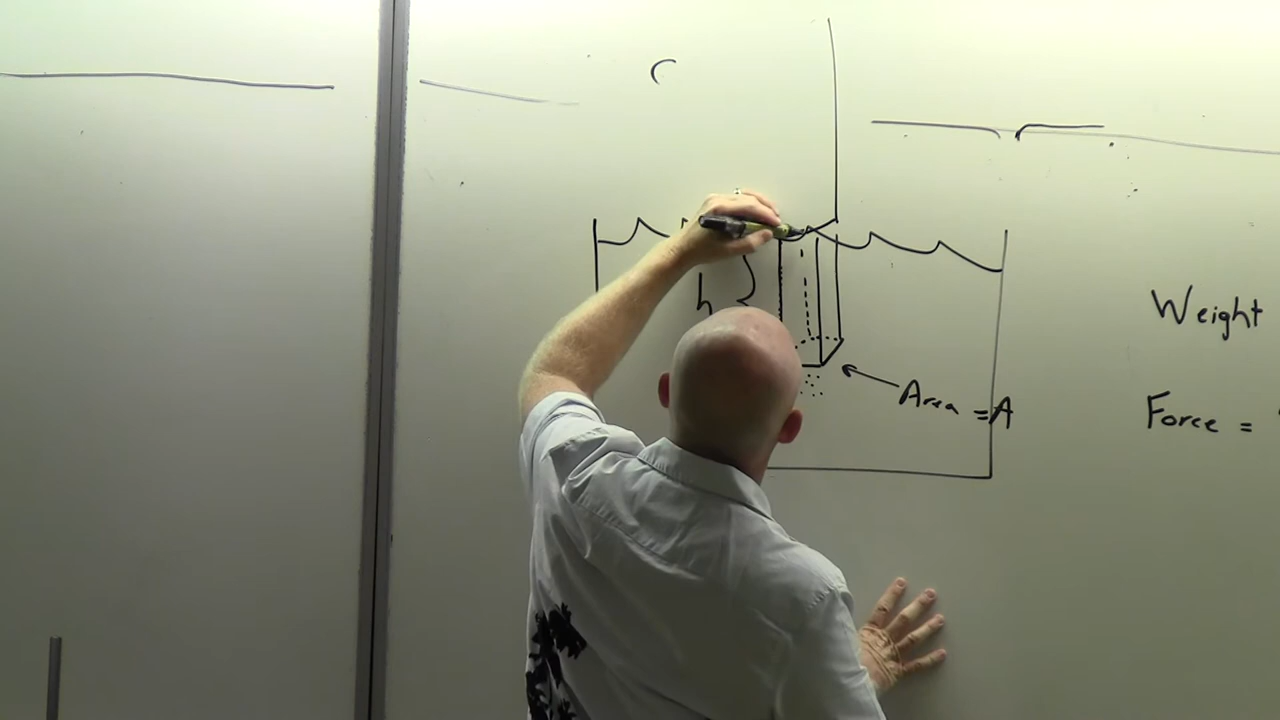 h
Area = A
Weight
Force =